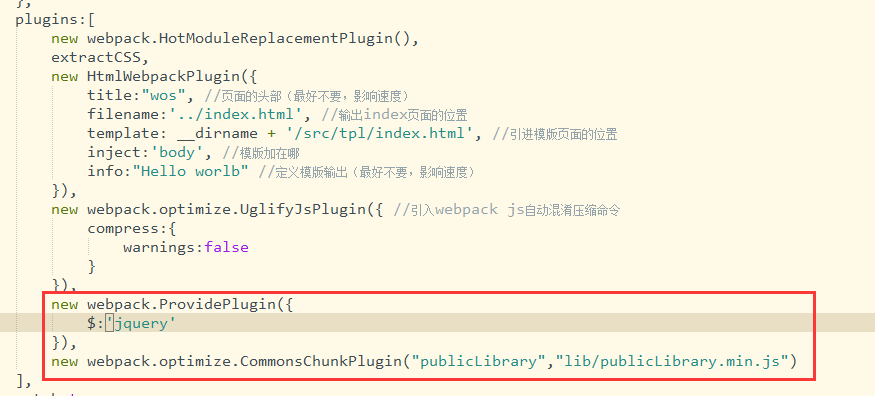 },
plugins:[
new webpack.HotModuleReplacementPlugin(),
extractCSS,
new HtmlWebpackPlugin({
title:"wos", //页面的头部（最好不要，影响速度）
filename:'../index.html', //输出index页面的位置
template: __dirname + '/src/tpl/index.html', //引进模版页面的位置
inject:'body', //模版加在哪
info:"Hello worlb" //定义模版输出（最好不要，影响速度）
}),
new webpack.optimize.UglifyJsPlugin({ //引入webpack js自动混淆压缩命令
compress:{
warnings:false
}
}),
new webpack.ProvidePlugin({
$:'jquery'
}),
new webpack.optimize.CommonsChunkPlugin("publicLibrary","lib/publicLibrary.min.js")
],